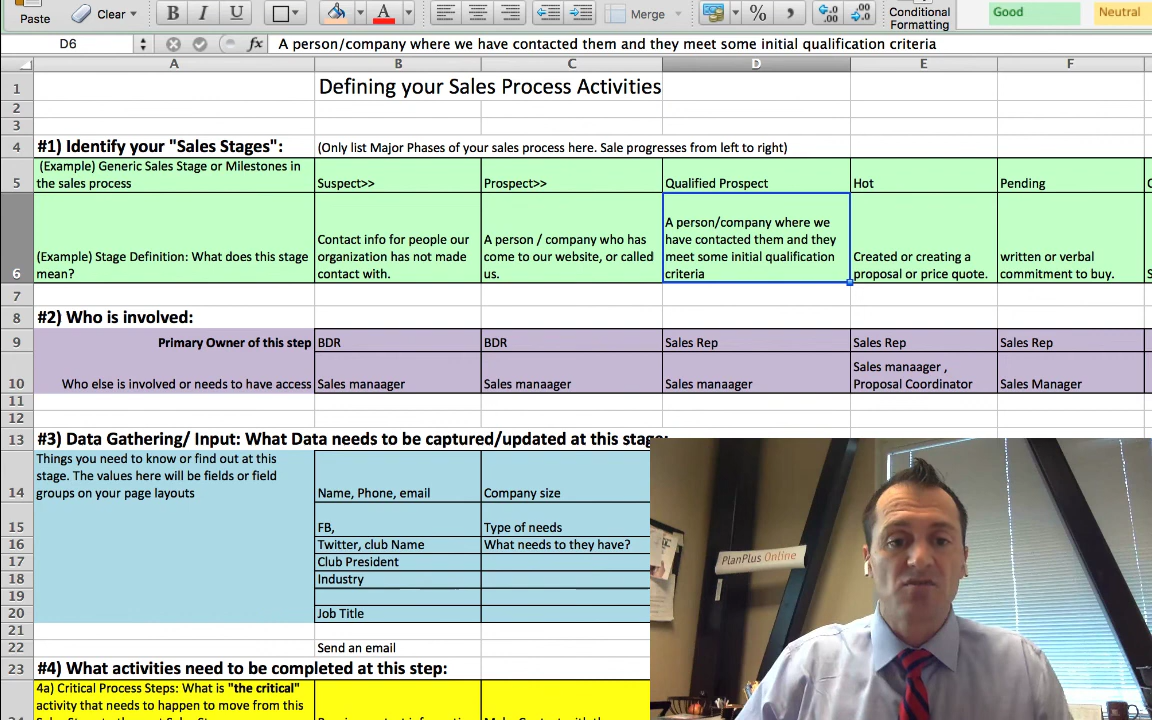 Paste
Clear
B I U
A
Merge
%
Conditional
Formatting
Good
Neutral
D6
fx
A person/company where we have contacted them and they meet some initial qualification criteria
A B C D E F
1 Defining your Sales Process Activities
2
3
4 #1) Identify your "Sales Stages": (Only list Major Phases of your sales process here. Sale progresses from left to right)
5 (Example) Generic Sales Stage or Milestones in
the sales process
Suspect>>
Prospect>>
Qualified Prospect
Hot
Pending
6 (Example) Stage Definition: What does this stage
mean?
Contact info for people our
organization has not made
contact with.
A person / company who has
come to our website, or called
us.
A person/company where we
have contacted them and they
meet some initial qualification
criteria
Created or creating a
proposal or price quote.
written or verbal
commitment to buy.
7
8 #2) Who is involved:
9 Primary Owner of this step BDR BDR Sales Rep Sales Rep Sales Rep
10 Who else is involved or needs to have access Sales manaager Sales manaager Sales manaager
Sales manaager ,
Proposal Coordinator
Sales Manager
11
12
13 #3) Data Gathering/ Input: What Data needs to be captured/updated at this stage:
14 Things you need to know or find out at this
stage. The values here will be fields or field
groups on your page layouts
Name, Phone, email
Company size
15 FB, Type of needs
16 Twitter, club Name What needs to they have?
17 Club President
18 Industry
19
20 Job Title
21
22 Send an email
23 #4) What activities need to be completed at this step:
4a) Critical Process Steps: What is "the critical"
activity that needs to happen to move from this
PlanPlus Online